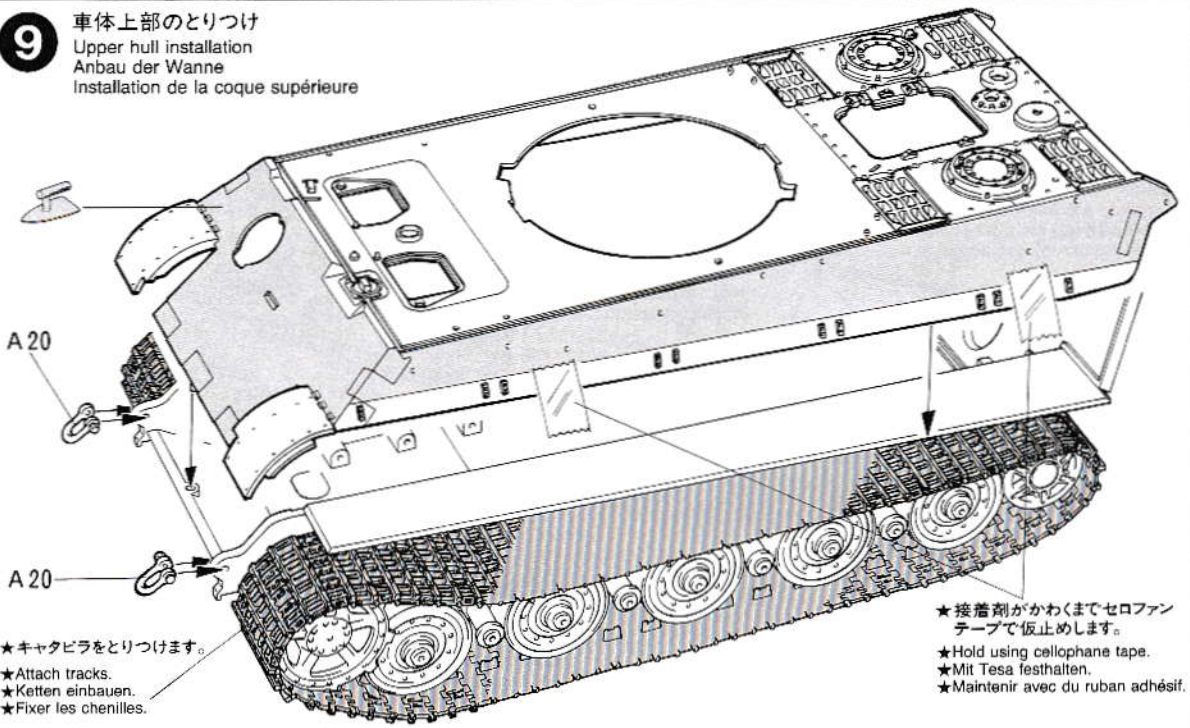 9
車体上部のとりつけ
Upper hull installation
Anbau der Wanne
Installation de la coque supérieure
A 20
A 20
★キャタピラをとりつけます。
★Attach tracks.
★Ketten einbauen.
★Fixer les chenilles.
★接着剤がかわくまでセロファン
テープで仮止めします。
★Hold using cellophane tape.
★Mit Tesa festhalten.
★Maintenir avec du ruban adhésif.